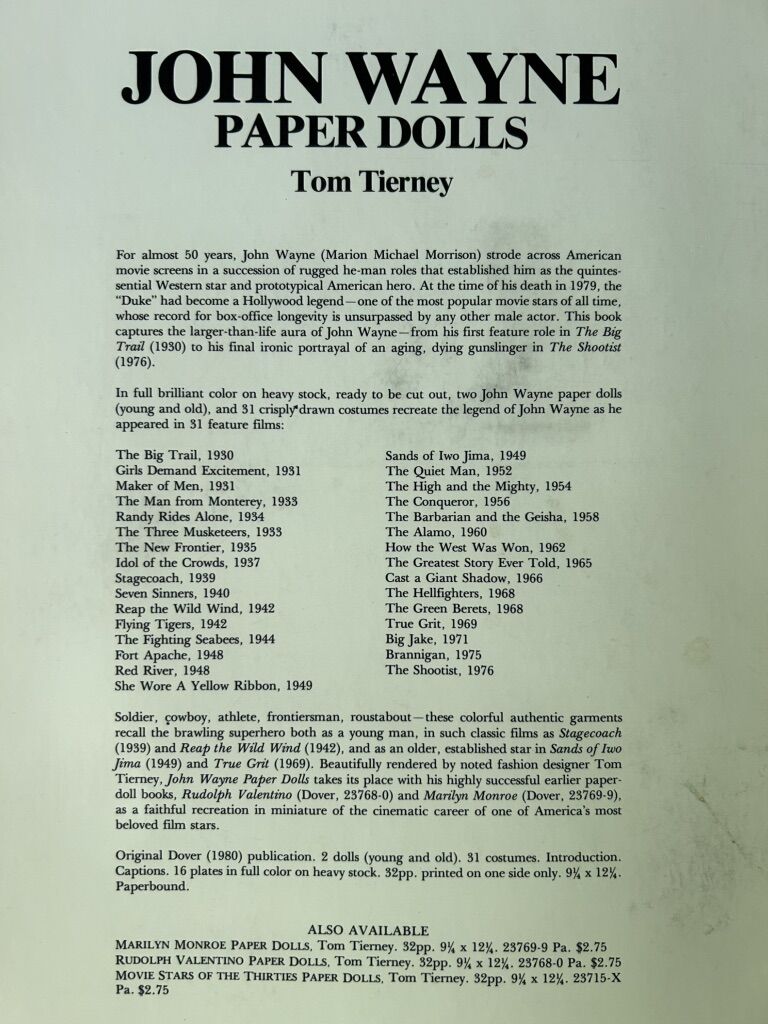 JOHN WAYNE
PAPER DOLLS
Tom Tierney
For almost 50 years, John Wayne (Marion Michael Morrison) strode across American
movie screens in a succession of rugged he-man roles that established him as the quintes-
sential Western star and prototypical American hero. At the time of his death in 1979, the
“Duke” had become a Hollywood legend—one of the most popular movie stars of all time,
whose record for box-office longevity is unsurpassed by any other male actor. This book
captures the larger-than-life aura of John Wayne—from his first feature role in The Big
Trail (1930) to his final ironic portrayal of an aging, dying gunslinger in The Shootist
(1976).
In full brilliant color on heavy stock, ready to be cut out, two John Wayne paper dolls
(young and old), and 31 crisply drawn costumes recreate the legend of John Wayne as he
appeared in 31 feature films:
The Big Trail, 1930
Girls Demand Excitement, 1931
Maker of Men, 1931
The Man from Monterey, 1933
Randy Rides Alone, 1934
The Three Musketeers, 1933
The New Frontier, 1935
Idol of the Crowds, 1937
Stagecoach, 1939
Seven Sinners, 1940
Reap the Wild Wind, 1942
Flying Tigers, 1942
The Fighting Seabees, 1944
Fort Apache, 1948
Red River, 1948
She Wore A Yellow Ribbon, 1949
Sands of Iwo Jima, 1949
The Quiet Man, 1952
The High and the Mighty, 1954
The Conqueror, 1956
The Barbarian and the Geisha, 1958
The Alamo, 1960
How the West Was Won, 1962
The Greatest Story Ever Told, 1965
Cast a Giant Shadow, 1966
The Hellfighters, 1968
The Green Berets, 1968
True Grit, 1969
Big Jake, 1971
Brannigan, 1975
The Shootist, 1976
Soldier, cowboy, athlete, frontiersman, roustabout—these colorful authentic garments
recall the brawling superhero both as a young man, in such classic films as Stagecoach
(1939) and Reap the Wild Wind (1942), and as an older, established star in Sands of Iwo
Jima (1949) and True Grit (1969). Beautifully rendered by noted fashion designer Tom
Tierney, John Wayne Paper Dolls takes its place with his highly successful earlier paper-
doll books, Rudolph Valentino (Dover, 23768-0) and Marilyn Monroe (Dover, 23769-9),
as a faithful recreation in miniature of the cinematic career of one of America’s most
beloved film stars.
Original Dover (1980) publication. 2 dolls (young and old). 31 costumes. Introduction.
Captions. 16 plates in full color on heavy stock. 32pp. printed on one side only. 9¼ x 12¼.
Paperbound.
ALSO AVAILABLE
MARILYN MONROE PAPER DOLLS, Tom Tierney. 32pp. 9¼ x 12¼. 23769-9 Pa. $2.75
RUDOLPH VALENTINO PAPER DOLLS, Tom Tierney. 32pp. 9¼ x 12¼. 23768-0 Pa. $2.75
MOVIE STARS OF THE THIRTIES PAPER DOLLS, Tom Tierney. 32pp. 9¼ x 12¼. 23715-X
Pa. $2.75